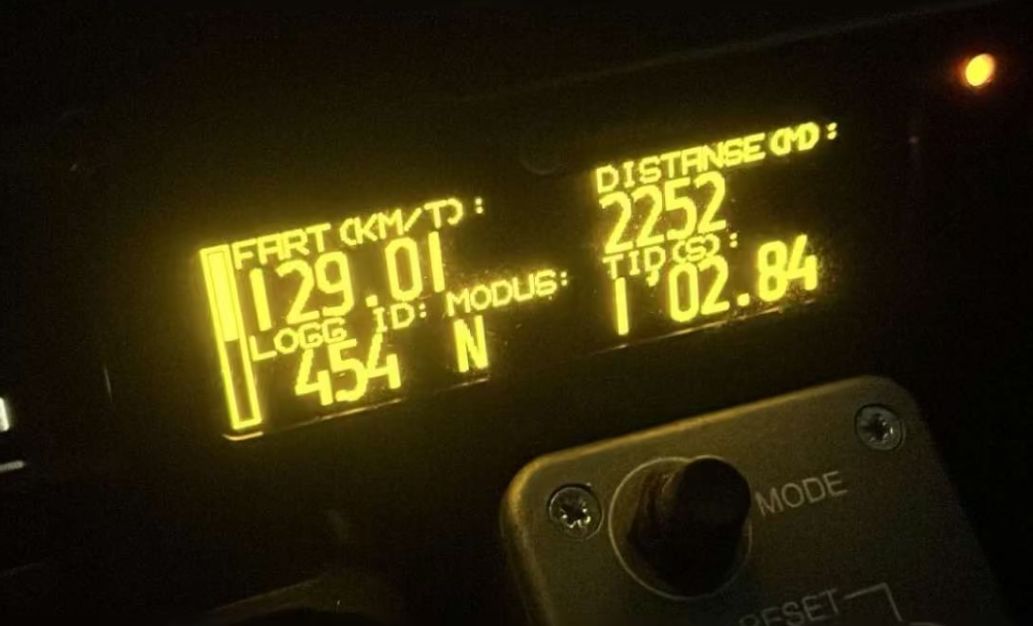 FART (KM/T):
129.01
LOGG ID: MODUS:
454 N
DISTANSE (M):
2252
TID (S):
1'02.84
MODE
RESET